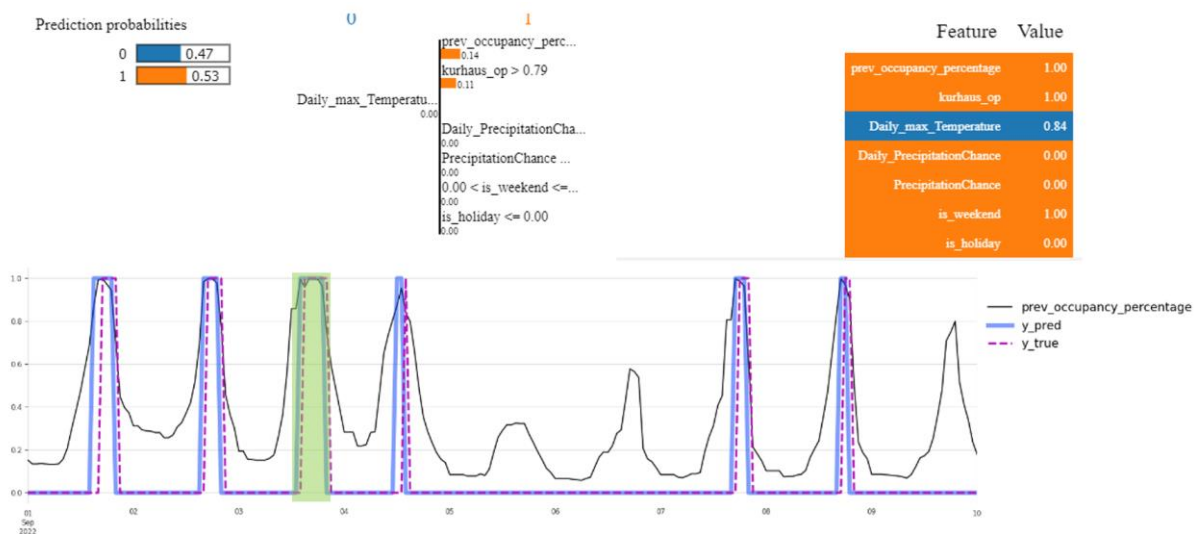 Prediction probabilities
0 0.47
1 0.53
0 1
prev_occupancy_perc...
0.14
kurhaus_op > 0.79
0.11
Daily_max_Temperatu...
0.00
Daily_PrecipitationCha...
0.00
PrecipitationChance ...
0.00
0.00 < is_weekend <=...
0.00
is_holiday <= 0.00
0.00
Feature Value
prev_occupancy_percentage 1.00
kurhaus_op 1.00
Daily_max_Temperature 0.84
Daily_PrecipitationChance 0.00
PrecipitationChance 0.00
is_weekend 1.00
is_holiday 0.00
1.0
0.8
0.6
0.4
0.2
0.0
01 02 03 04 05 06 07 08 09 10
Sep
2022
prev_occupancy_percentage
y_pred
y_true